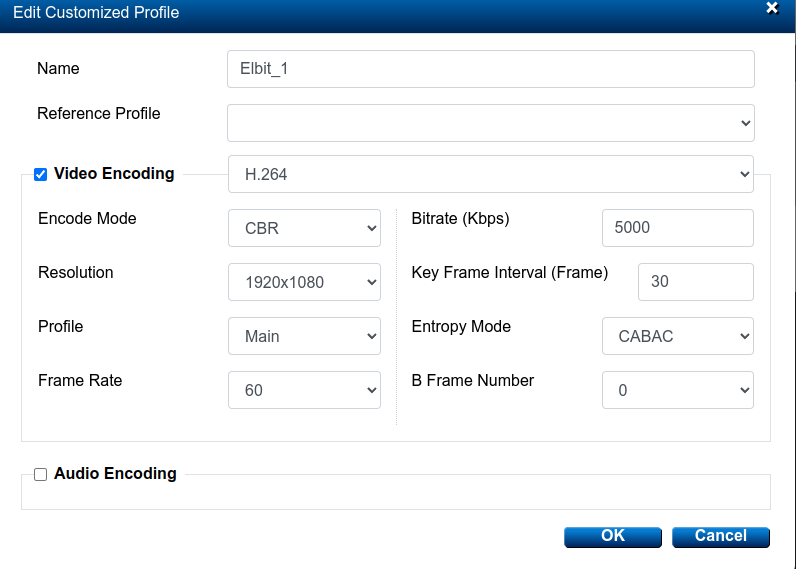 Edit Customized Profile
Name
Elbit_1
Reference Profile
Video Encoding
H.264
Encode Mode
CBR
Bitrate (Kbps)
5000
Resolution
1920x1080
Key Frame Interval (Frame)
30
Profile
Main
Entropy Mode
CABAC
Frame Rate
60
B Frame Number
0
Audio Encoding
OK
Cancel